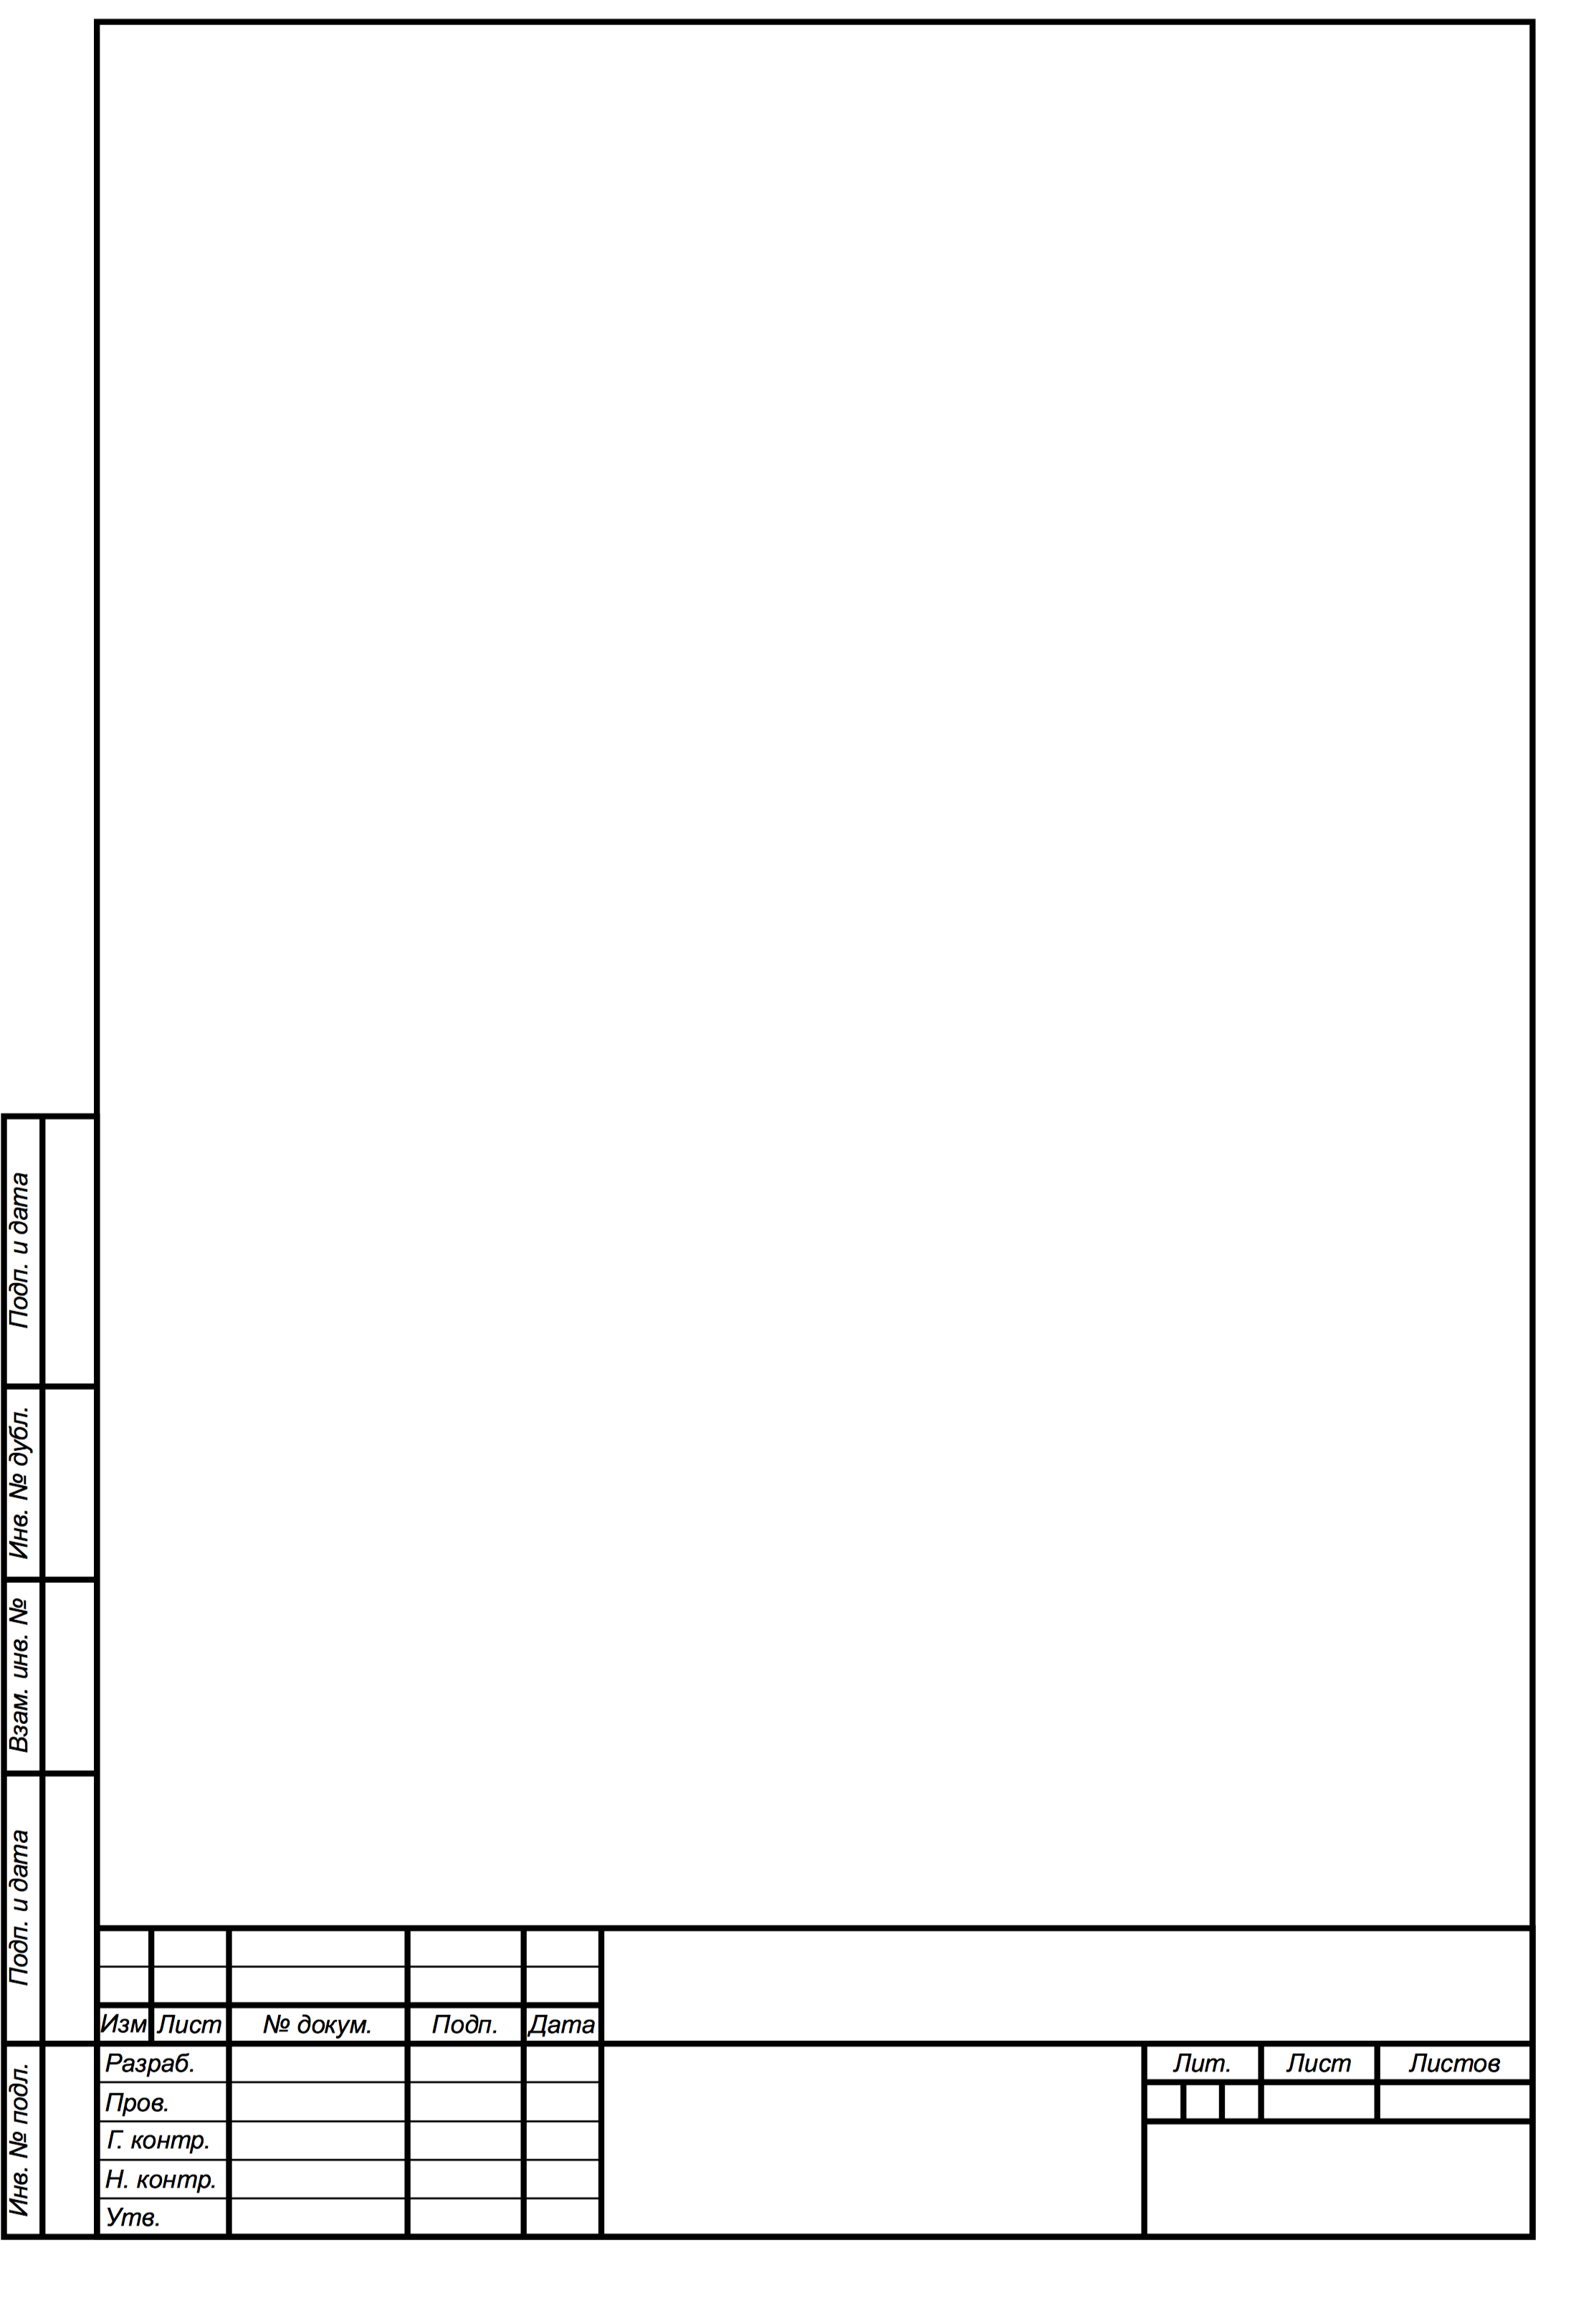 Подп. и дата
Инв. № дубл.
Взам. инв. №
Подп. и дата
Инв. № подл.
Изм Лист № докум. Подп. Дата
Разраб.
Пров.
Г. контр.
Н. контр.
Утв.
Лит. Лист Листов